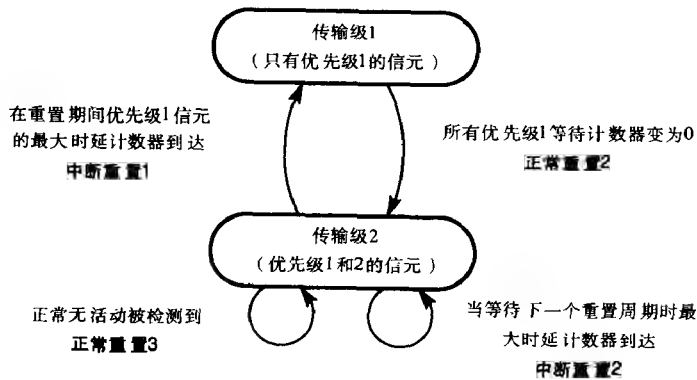 传输级1
(只有优先级1的信元)
在重置期间优先级1信元
的最大时延计数器到达
中断重置1
所有优先级1等待计数器变为0
正常重置2
传输级2
(优先级1和2的信元)
正常无活动被检测到
正常重置3
当等待下一个重置周期时最
大时延计数器到达
中断重置2